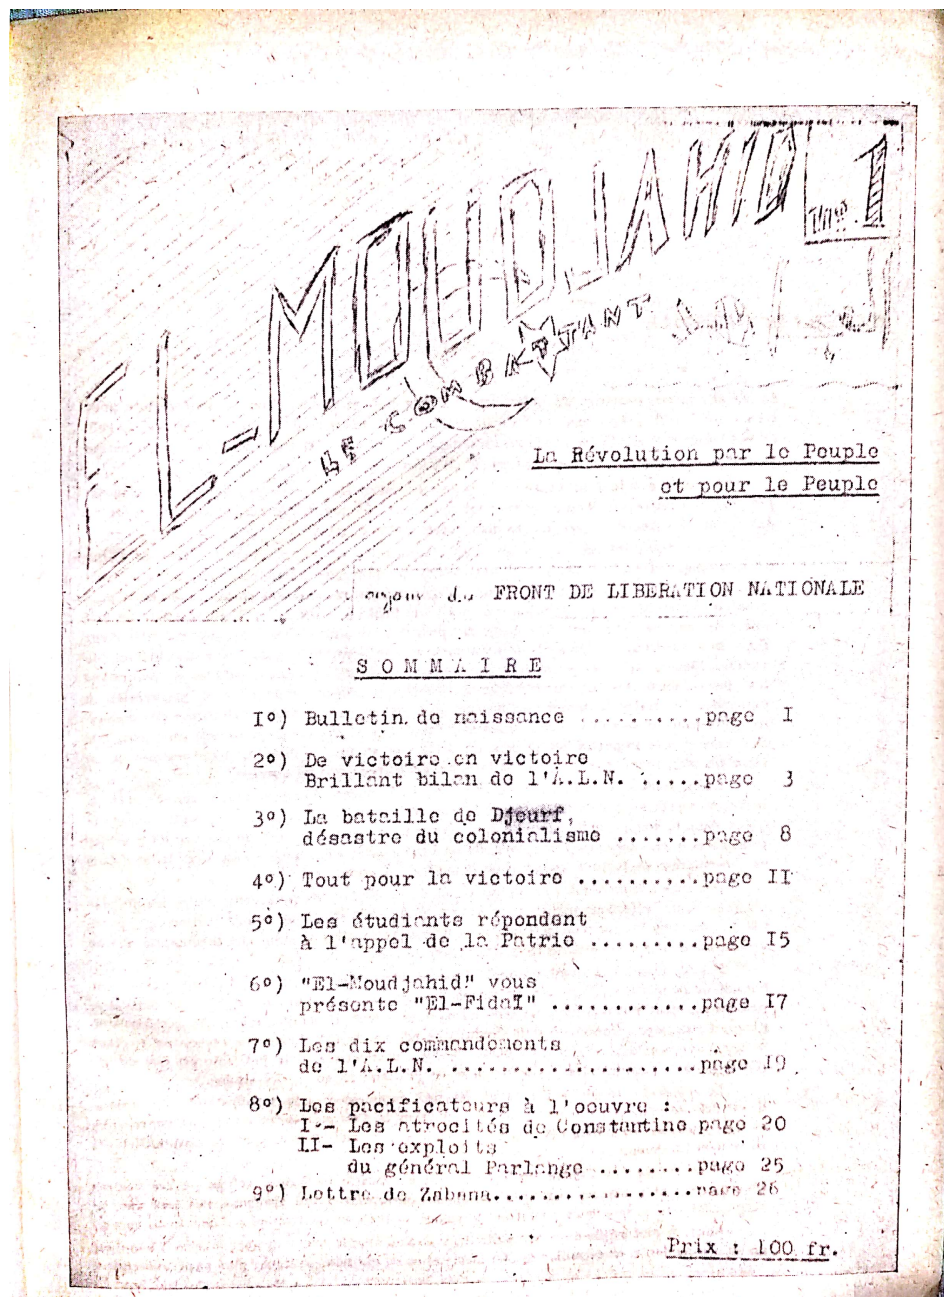 EL-MOUDJAHID
No. 1
LE COMBATTANT
La Révolution par le Peuple
et pour le Peuple
organe du FRONT DE LIBERATION NATIONALE
SOMMAIRE
I°) Bulletin de naissance ..........page I
2°) De victoire en victoire
Brillant bilan de l'A.L.N. ......page 3
3°) La bataille de Djeurf,
désastre du colonialisme .......page 8
4°) Tout pour la victoire ..........page II
5°) Les étudiants répondent
à l'appel de la Patrie .........page I5
6°) "El-Moudjahid" vous
présente "El-FidaÏ" ............page I7
7°) Les dix commandements
de l'A.L.N. ....................page I9
8°) Les pacificateurs à l'oeuvre :
I-- Les atrocités de Constantine page 20
II- Les exploits
du général Parlange ........page 25
9°) Lettre de Zabana..................page 26
Prix : 100 fr.